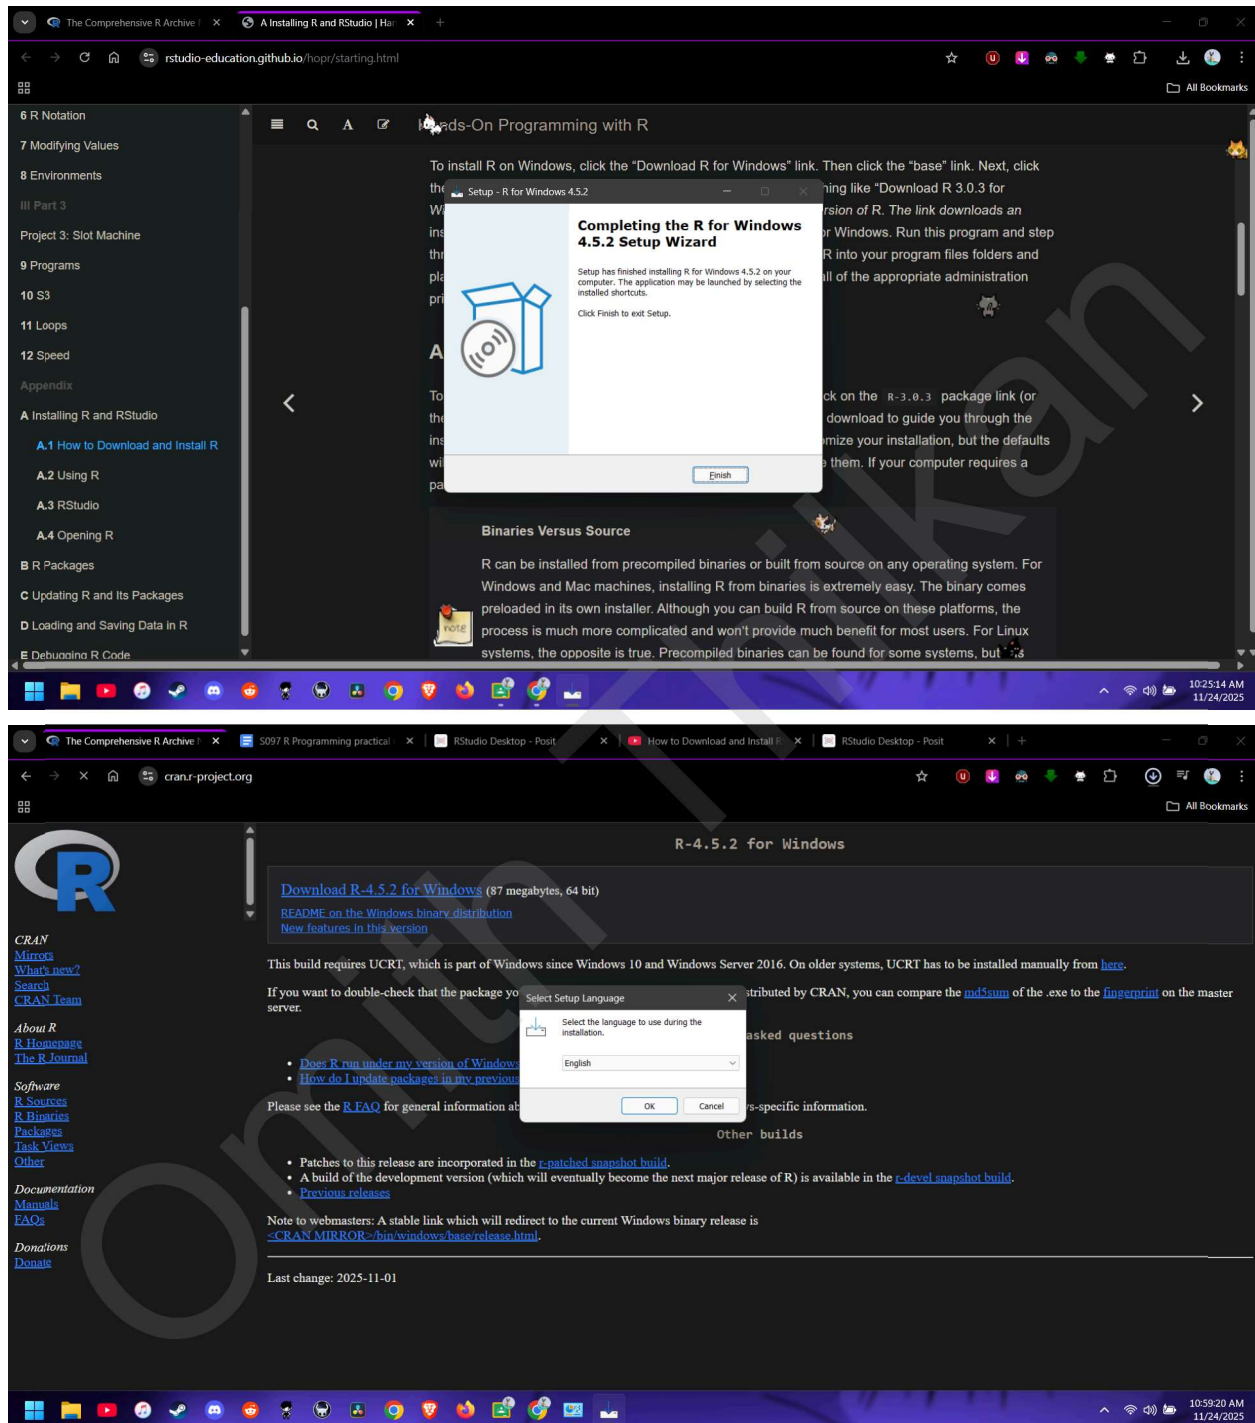 The Comprehensive R Archive
A Installing R and RStudio | Han
rstudio-education.github.io/hopr/starting.html
All Bookmarks
6 R Notation
7 Modifying Values
8 Environments
III Part 3
Project 3: Slot Machine
9 Programs
10 S3
11 Loops
12 Speed
Appendix
A Installing R and RStudio
A.1 How to Download and Install R
A.2 Using R
A.3 RStudio
A.4 Opening R
B R Packages
C Updating R and Its Packages
D Loading and Saving Data in R
E Debugging R Code
ds-On Programming with R
To install R on Windows, click the “Download R for Windows” link. Then click the “base” link. Next, click
the
ing like “Download R 3.0.3 for
Wi
rsion of R. The link downloads an
ins
or Windows. Run this program and step
thr
R into your program files folders and
pla
all of the appropriate administration
pri
Setup - R for Windows 4.5.2
Completing the R for Windows
4.5.2 Setup Wizard
Setup has finished installing R for Windows 4.5.2 on your
computer. The application may be launched by selecting the
installed shortcuts.
Click Finish to exit Setup.
Finish
A
To
ck on the R-3.0.3 package link (or
the
download to guide you through the
ins
omize your installation, but the defaults
wil
them. If your computer requires a
pa
Binaries Versus Source
R can be installed from precompiled binaries or built from source on any operating system. For
Windows and Mac machines, installing R from binaries is extremely easy. The binary comes
preloaded in its own installer. Although you can build R from source on these platforms, the
process is much more complicated and won't provide much benefit for most users. For Linux
systems, the opposite is true. Precompiled binaries can be found for some systems, but
note
10:25:14 AM
11/24/2025
The Comprehensive R Archive N
S097 R Programming practical
RStudio Desktop - Posit
How to Download and Install R
RStudio Desktop - Posit
cran.r-project.org
All Bookmarks
R
CRAN
Mirrors
What's new?
Search
CRAN Team
About R
R Homepage
The R Journal
Software
R Sources
R Binaries
Packages
Task Views
Other
Documentation
Manuals
FAQs
Donations
Donate
R-4.5.2 for Windows
Download R-4.5.2 for Windows (87 megabytes, 64 bit)
README on the Windows binary distribution
New features in this version
This build requires UCRT, which is part of Windows since Windows 10 and Windows Server 2016. On older systems, UCRT has to be installed manually from here.
If you want to double-check that the package yo
stributed by CRAN, you can compare the md5sum of the .exe to the fingerprint on the master
server.
asked questions
Does R run under my version of Windows
How do I update packages in my previous
Please see the R FAQ for general information ab
s-specific information.
Select Setup Language
Select the language to use during the
installation.
English
OK
Cancel
Other builds
Patches to this release are incorporated in the r-patched snapshot build.
A build of the development version (which will eventually become the next major release of R) is available in the r-devel snapshot build.
Previous releases
Note to webmasters: A stable link which will redirect to the current Windows binary release is
<CRAN MIRROR>/bin/windows/base/release.html.
Last change: 2025-11-01
10:59:20 AM
11/24/2025
Omith Thilkan